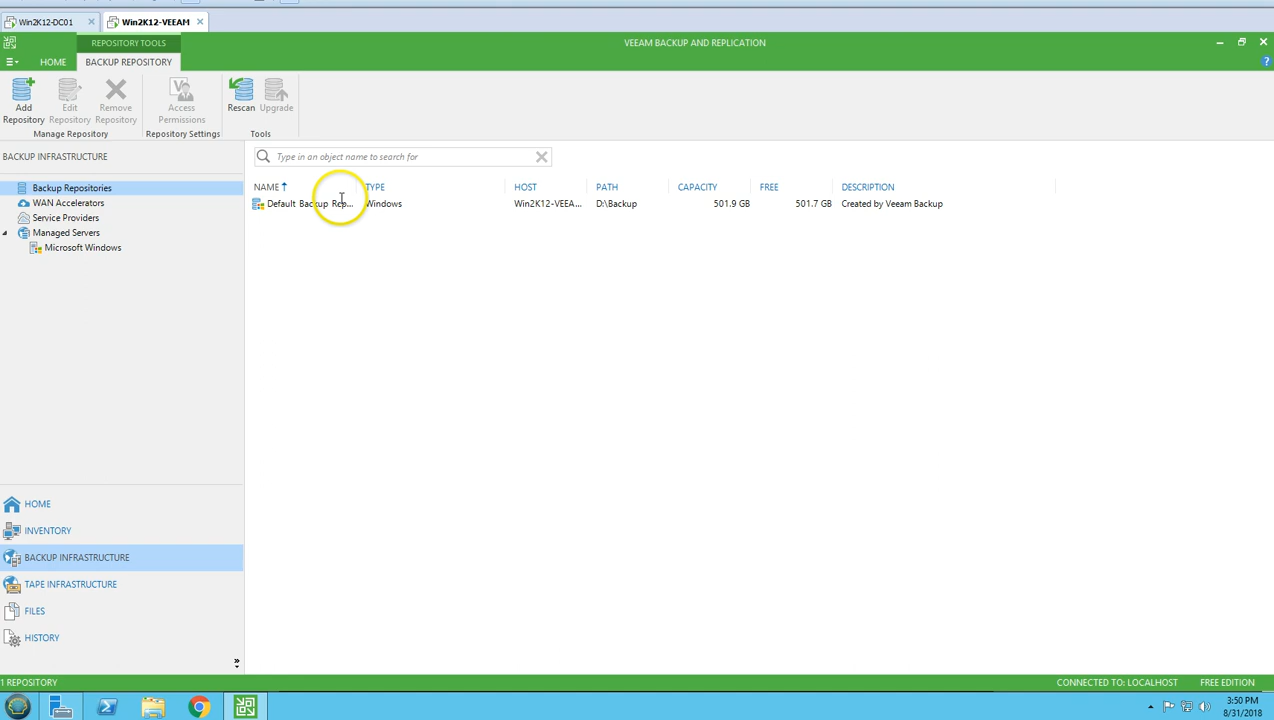 Win2K12-DC01
Win2K12-VEEAM
REPOSITORY TOOLS
VEEAM BACKUP AND REPLICATION
HOME
BACKUP REPOSITORY
Add Repository
Edit Repository
Remove Repository
Access Permissions
Rescan
Upgrade
Manage Repository
Repository Settings
Tools
BACKUP INFRASTRUCTURE
Type in an object name to search for
Backup Repositories
WAN Accelerators
Service Providers
Managed Servers
Microsoft Windows
NAME TYPE HOST PATH CAPACITY FREE DESCRIPTION
Default Backup Rep... Windows Win2K12-VEEA... D:\Backup 501.9 GB 501.7 GB Created by Veeam Backup
HOME
INVENTORY
BACKUP INFRASTRUCTURE
TAPE INFRASTRUCTURE
FILES
HISTORY
1 REPOSITORY
CONNECTED TO: LOCALHOST
FREE EDITION
3:50 PM
8/31/2018